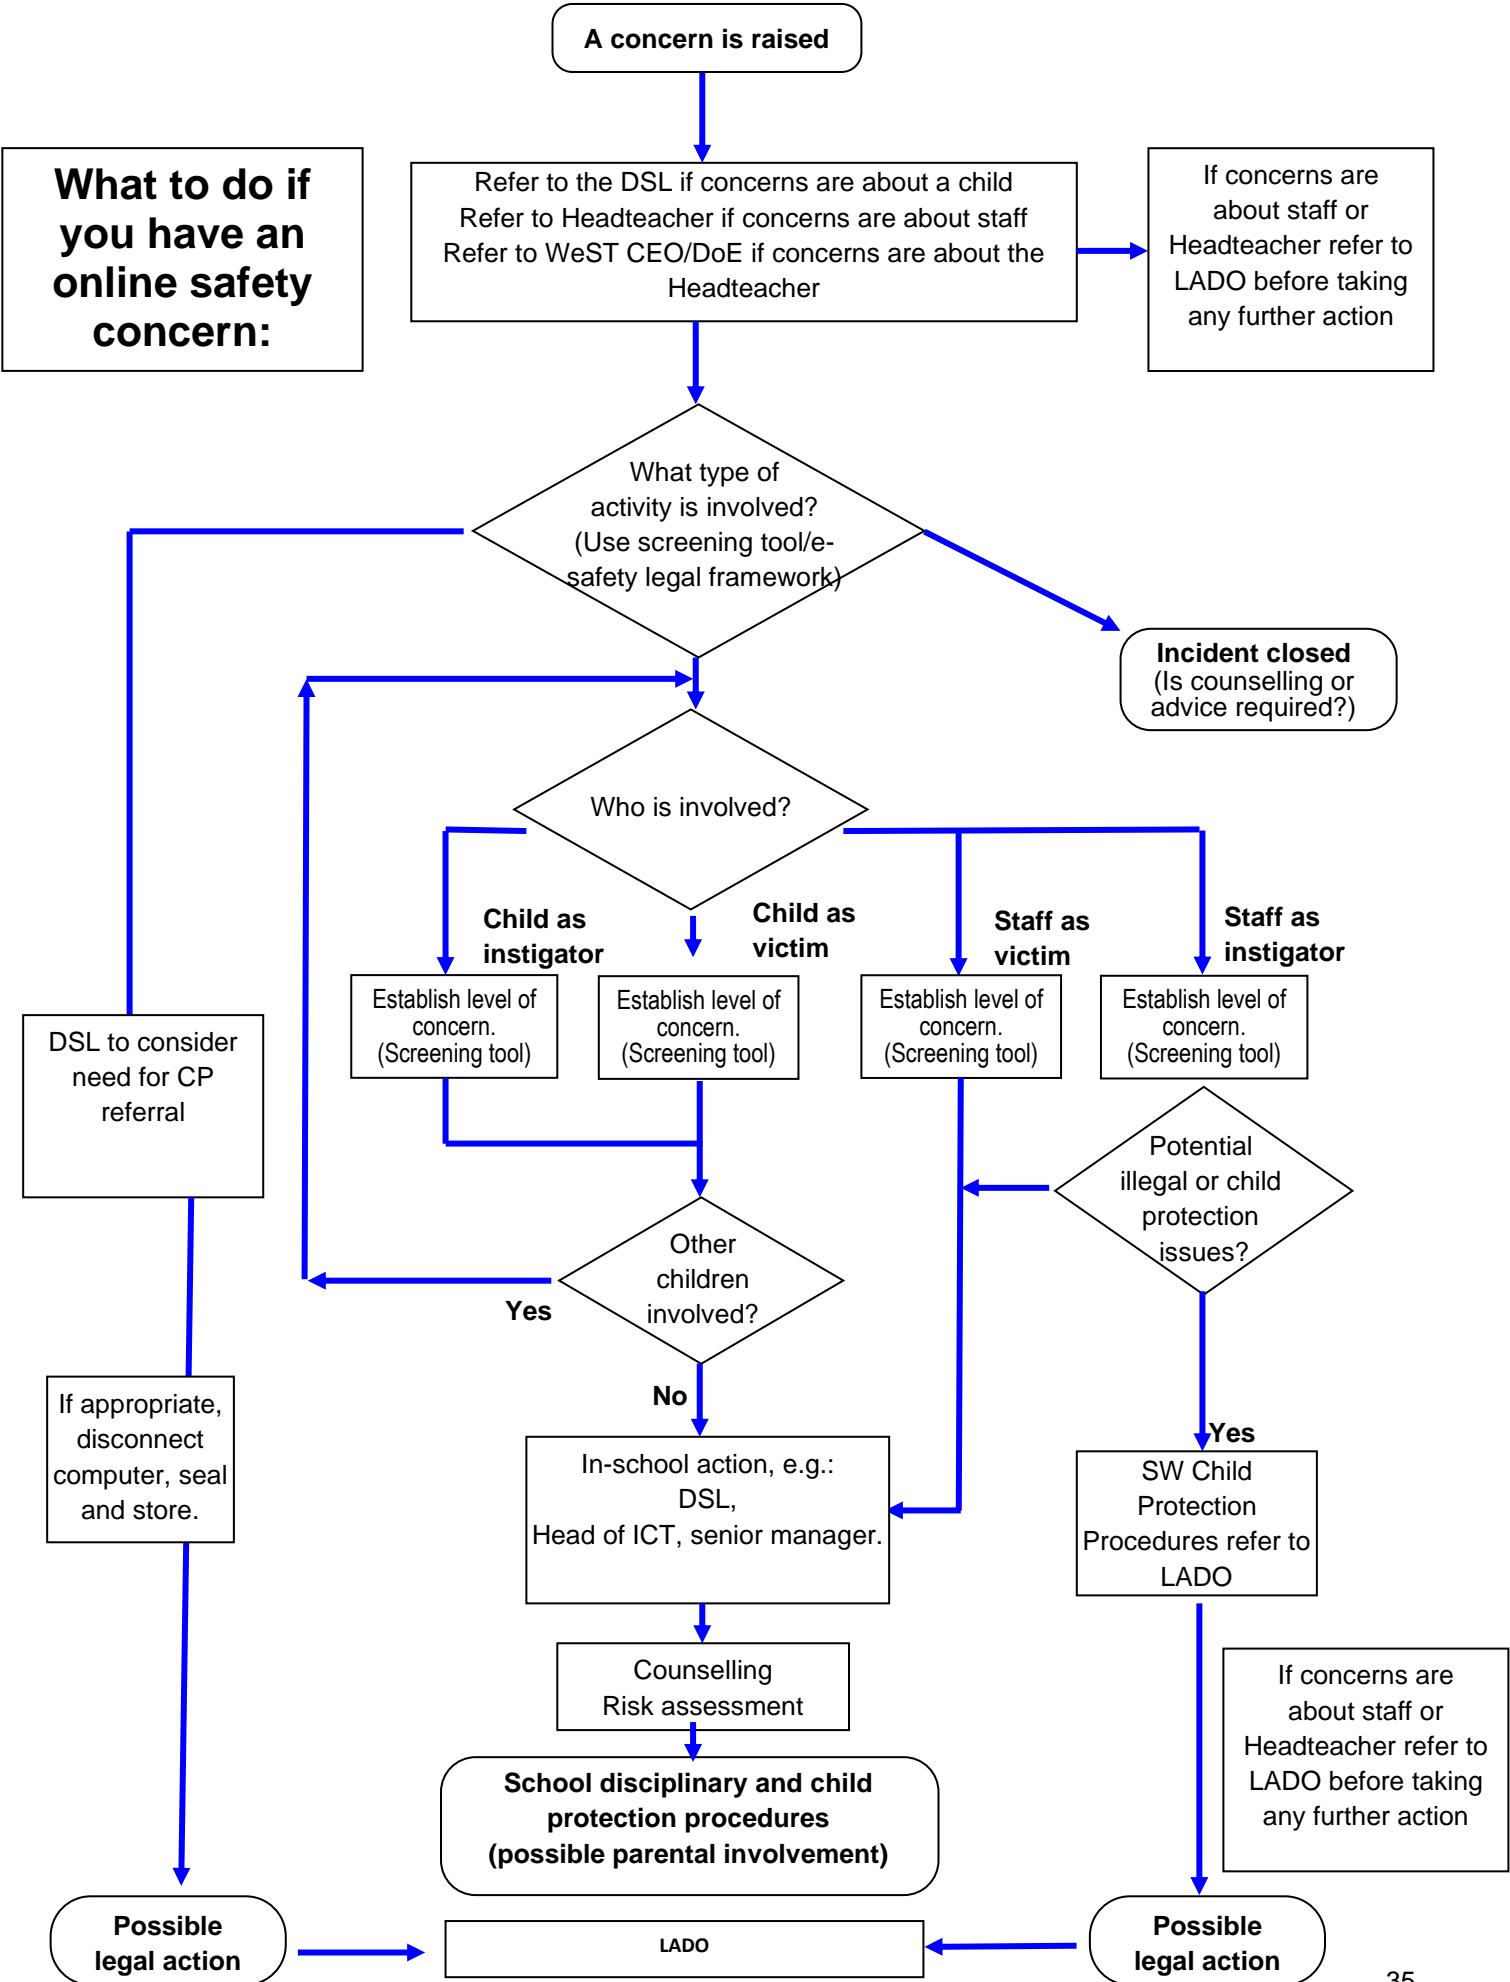 A concern is raised
What to do if
you have an
online safety
concern:
Refer to the DSL if concerns are about a child
Refer to Headteacher if concerns are about staff
Refer to WeST CEO/DoE if concerns are about the
Headteacher
If concerns are
about staff or
Headteacher refer to
LADO before taking
any further action
What type of
activity is involved?
(Use screening tool/e-
safety legal framework)
Incident closed
(Is counselling or
advice required?)
Who is involved?
Child as
instigator
Child as
victim
Staff as
victim
Staff as
instigator
Establish level of
concern.
(Screening tool)
Establish level of
concern.
(Screening tool)
Establish level of
concern.
(Screening tool)
Establish level of
concern.
(Screening tool)
DSL to consider
need for CP
referral
Potential
illegal or child
protection
issues?
Other
children
involved?
Yes
No
If appropriate,
disconnect
computer, seal
and store.
In-school action, e.g.:
DSL,
Head of ICT, senior manager.
Yes
SW Child
Protection
Procedures refer to
LADO
Counselling
Risk assessment
If concerns are
about staff or
Headteacher refer to
LADO before taking
any further action
School disciplinary and child
protection procedures
(possible parental involvement)
Possible
legal action
LADO
Possible
legal action
35